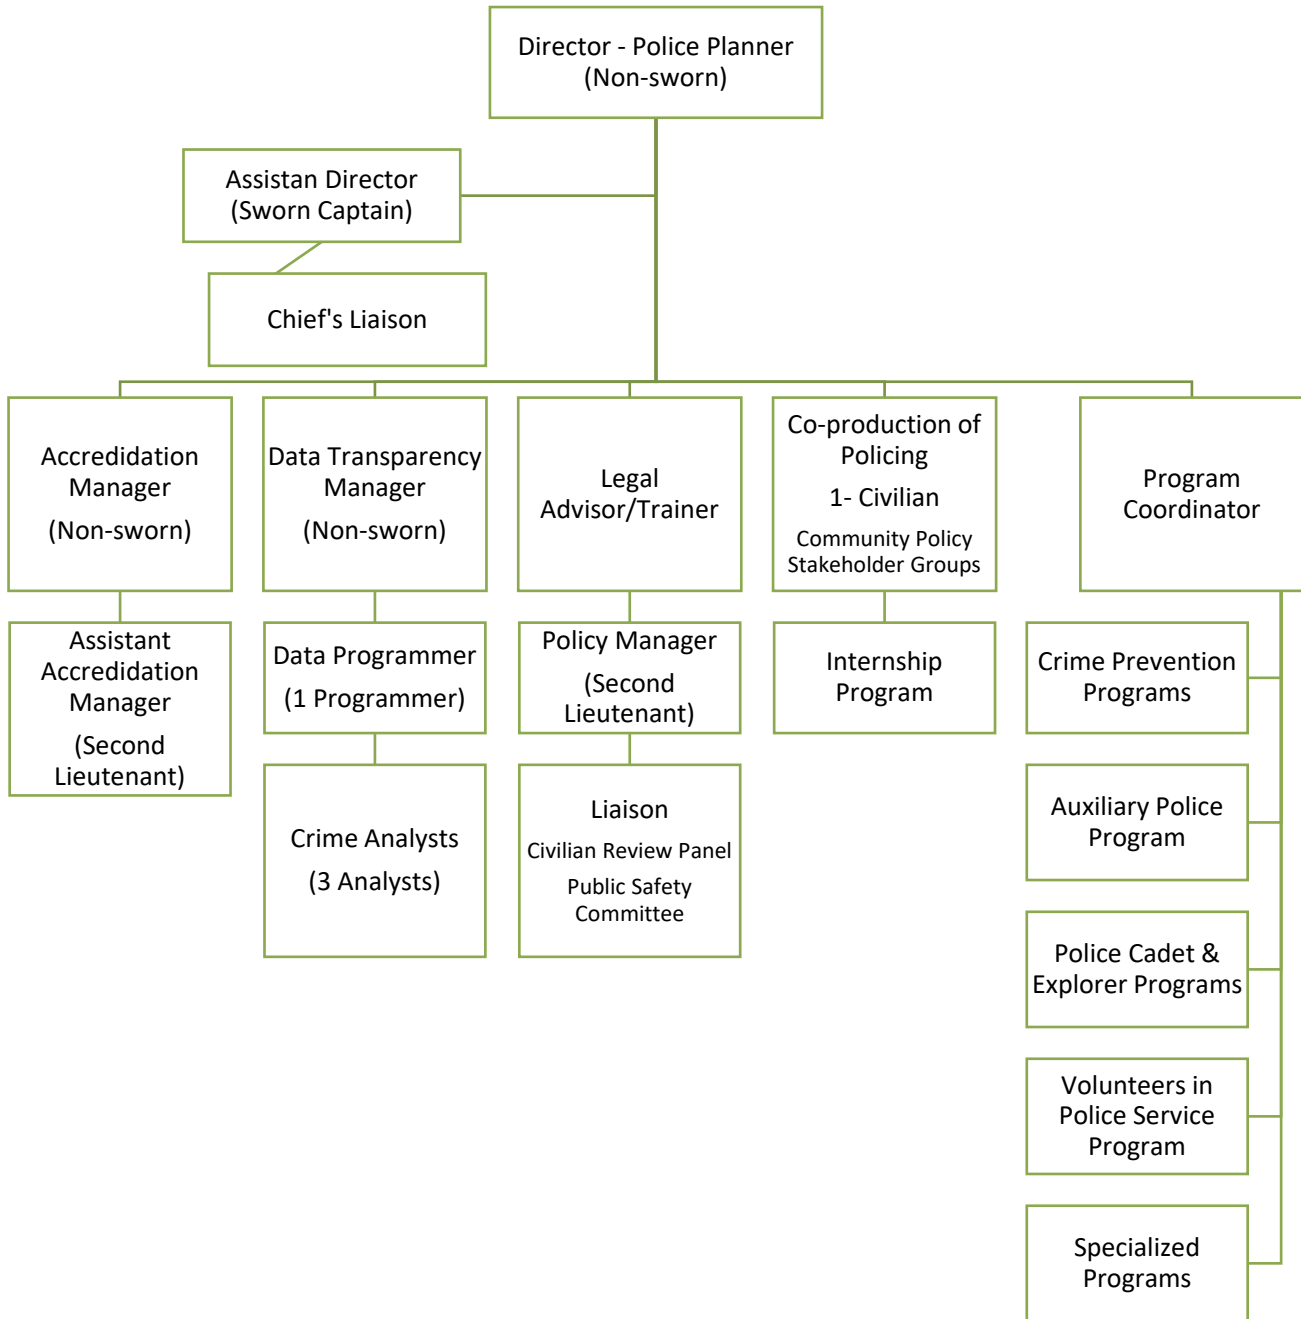 Director - Police Planner
(Non-sworn)
Assistan Director
(Sworn Captain)
Chief's Liaison
Accredidation
Manager
(Non-sworn)
Data Transparency
Manager
(Non-sworn)
Legal
Advisor/Trainer
Co-production of
Policing
1- Civilian
Community Policy
Stakeholder Groups
Program
Coordinator
Assistant
Accredidation
Manager
(Second
Lieutenant)
Data Programmer
(1 Programmer)
Policy Manager
(Second
Lieutenant)
Internship
Program
Crime Prevention
Programs
Crime Analysts
(3 Analysts)
Liaison
Civilian Review Panel
Public Safety
Committee
Auxiliary Police
Program
Police Cadet &
Explorer Programs
Volunteers in
Police Service
Program
Specialized
Programs